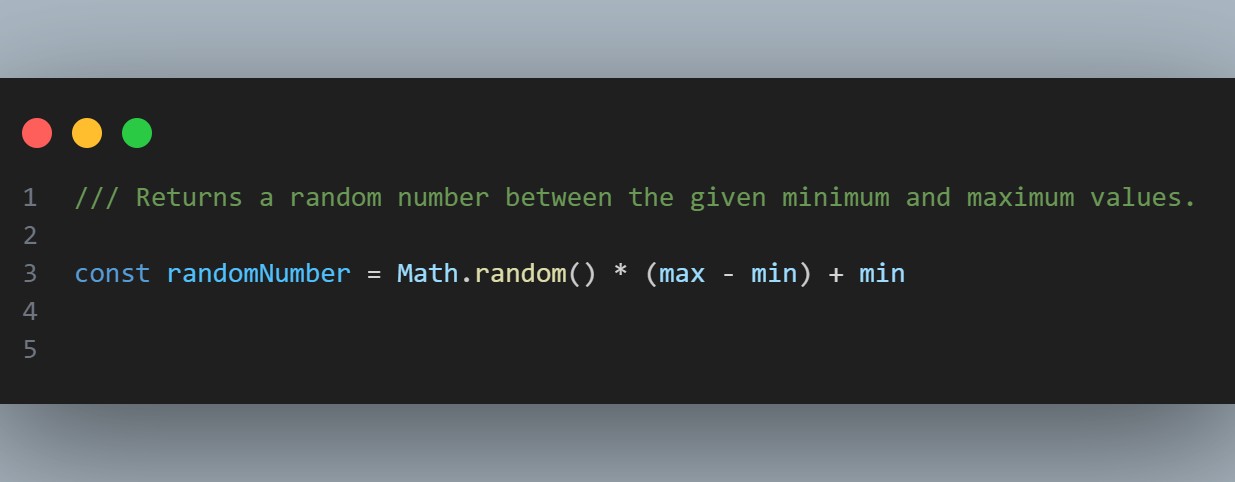 1 /// Returns a random number between the given minimum and maximum values.
2
3 const randomNumber = Math.random() * (max - min) + min
4
5